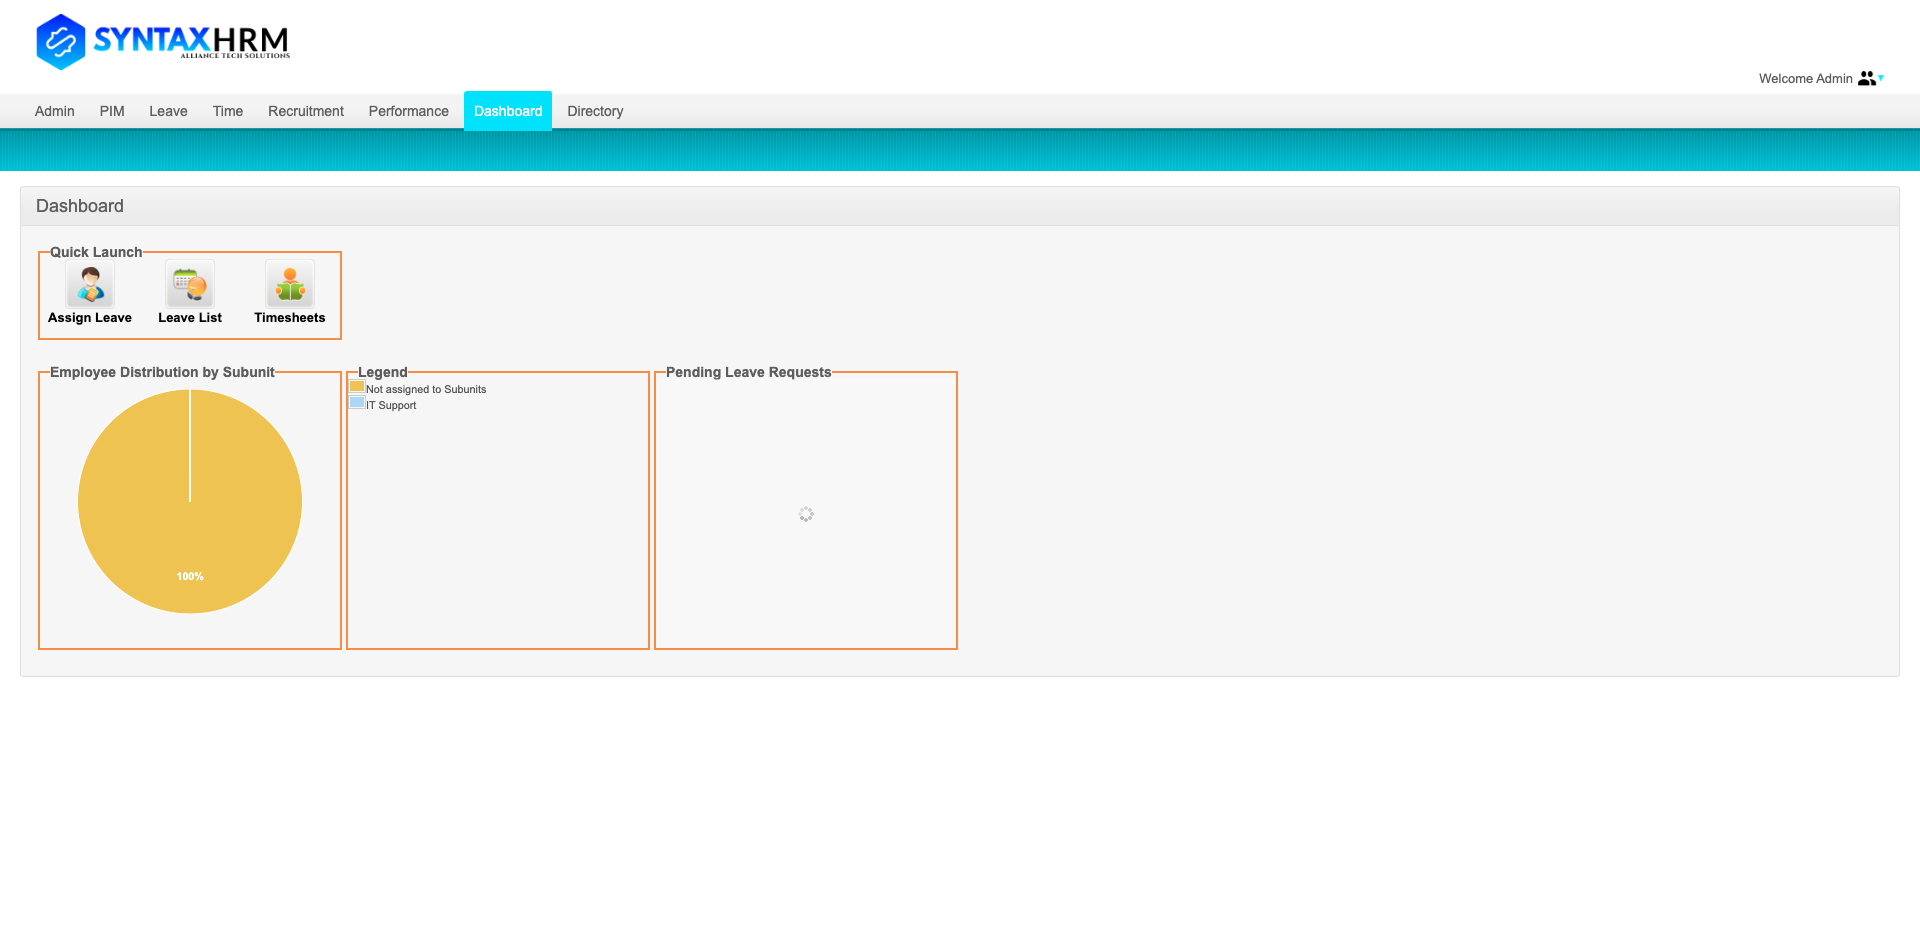 SYNTAXHRM
ALLIANCE TECH SOLUTIONS
Welcome Admin
Admin PIM Leave Time Recruitment Performance Dashboard Directory
Dashboard
Quick Launch
Assign Leave Leave List Timesheets
Employee Distribution by Subunit
100%
Legend
Not assigned to Subunits
IT Support
Pending Leave Requests